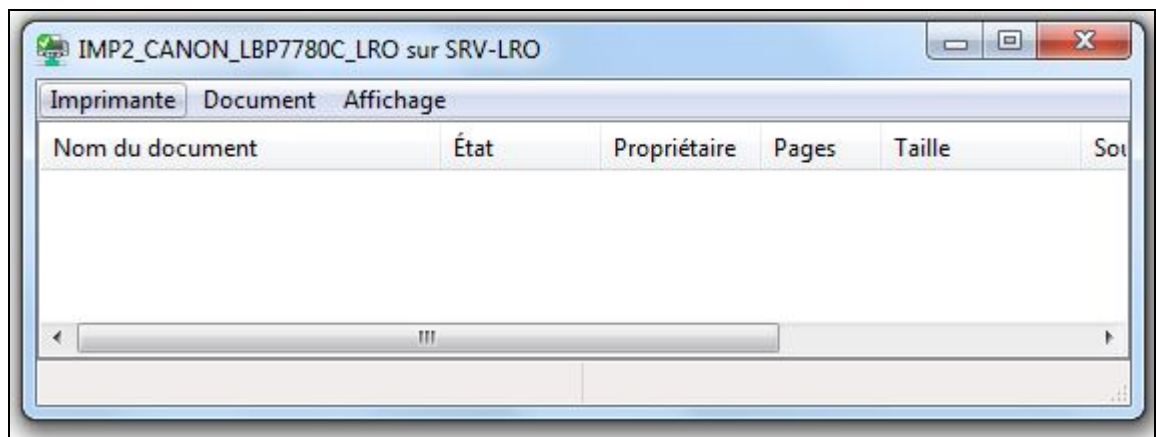 IMP2_CANON_LBP7780C_LRO sur SRV-LRO
Imprimante Document Affichage
Nom du document État Propriétaire Pages Taille